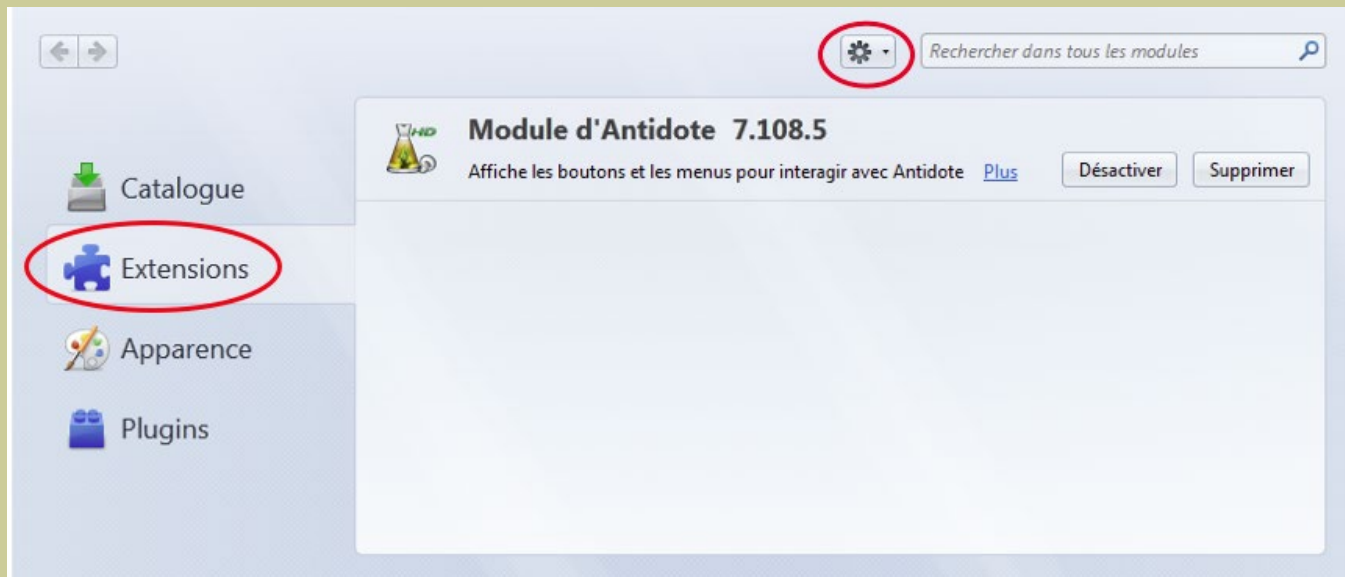 Rechercher dans tous les modules
HD
Module d'Antidote 7.108.5
Affiche les boutons et les menus pour interagir avec Antidote Plus
Désactiver
Supprimer
Catalogue
Extensions
Apparence
Plugins